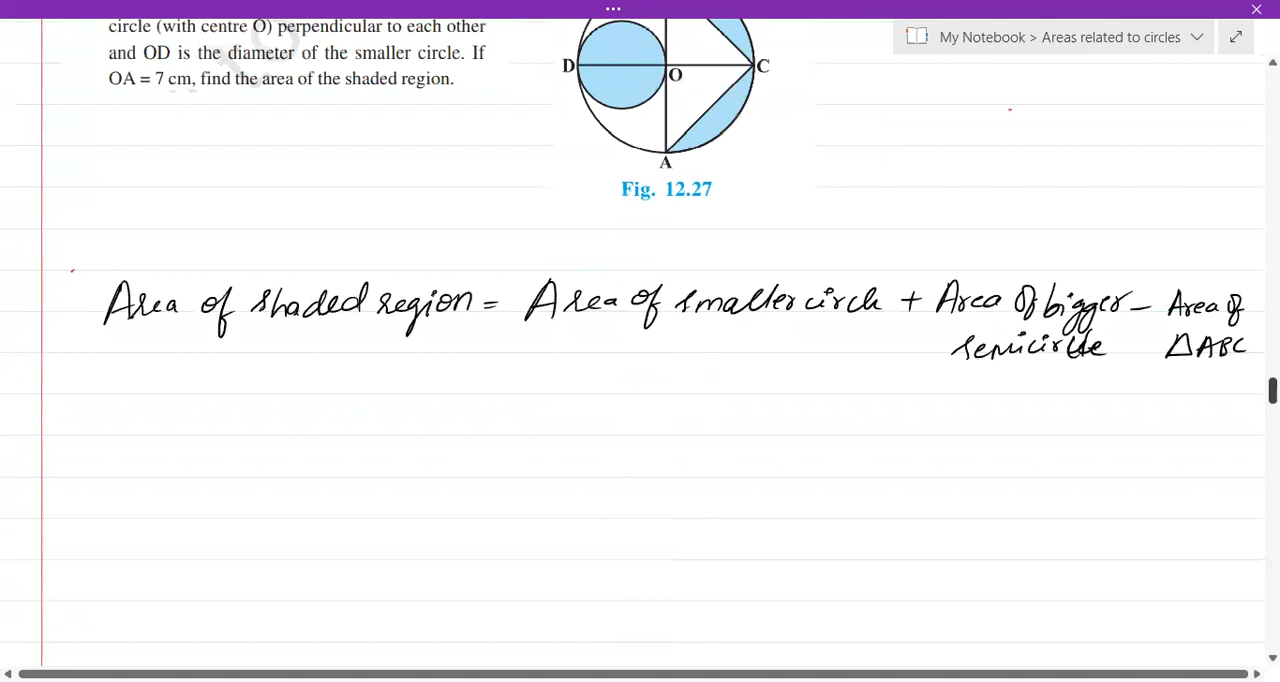 My Notebook > Areas related to circles
circle (with centre O) perpendicular to each other
and OD is the diameter of the smaller circle. If
OA = 7 cm, find the area of the shaded region.
D
O
C
A
Fig. 12.27
Area of shaded region = Area of smaller circle + Area of bigger – Area of
semicircle ΔABC